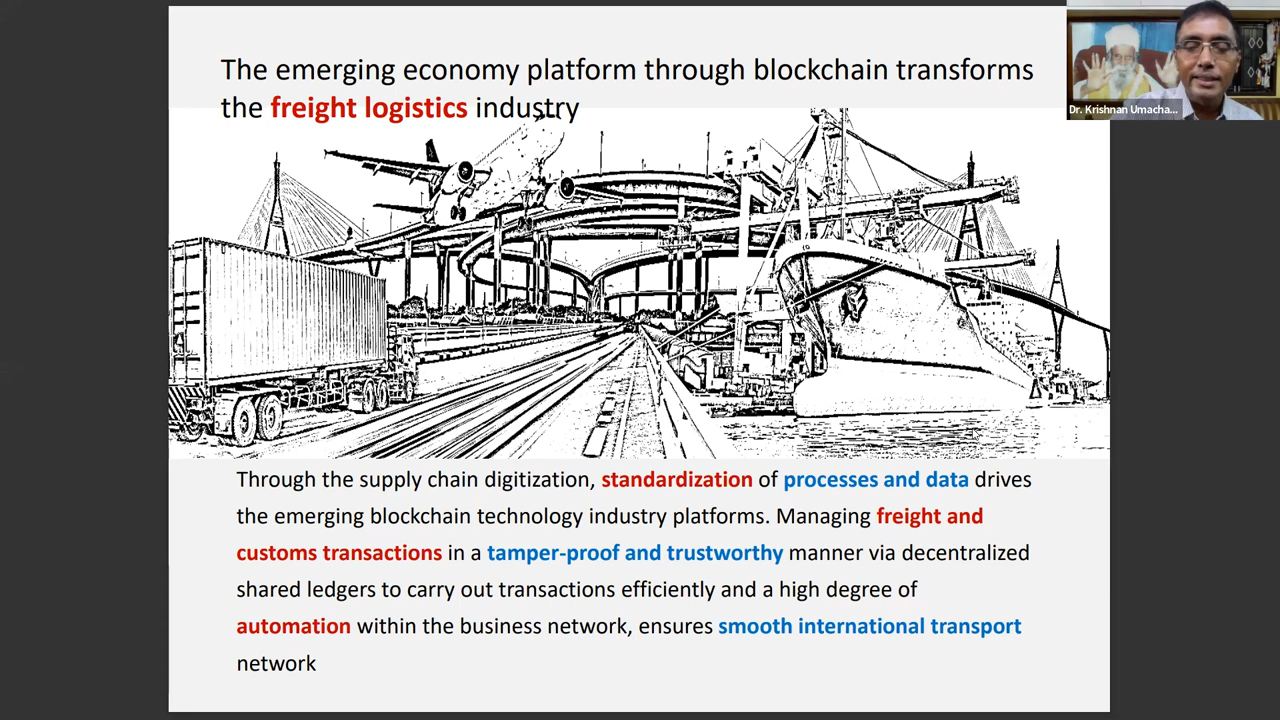 The emerging economy platform through blockchain transforms
the freight logistics industry
Dr. Krishnan Umacha...
Through the supply chain digitization, standardization of processes and data drives
the emerging blockchain technology industry platforms. Managing freight and
customs transactions in a tamper-proof and trustworthy manner via decentralized
shared ledgers to carry out transactions efficiently and a high degree of
automation within the business network, ensures smooth international transport
network